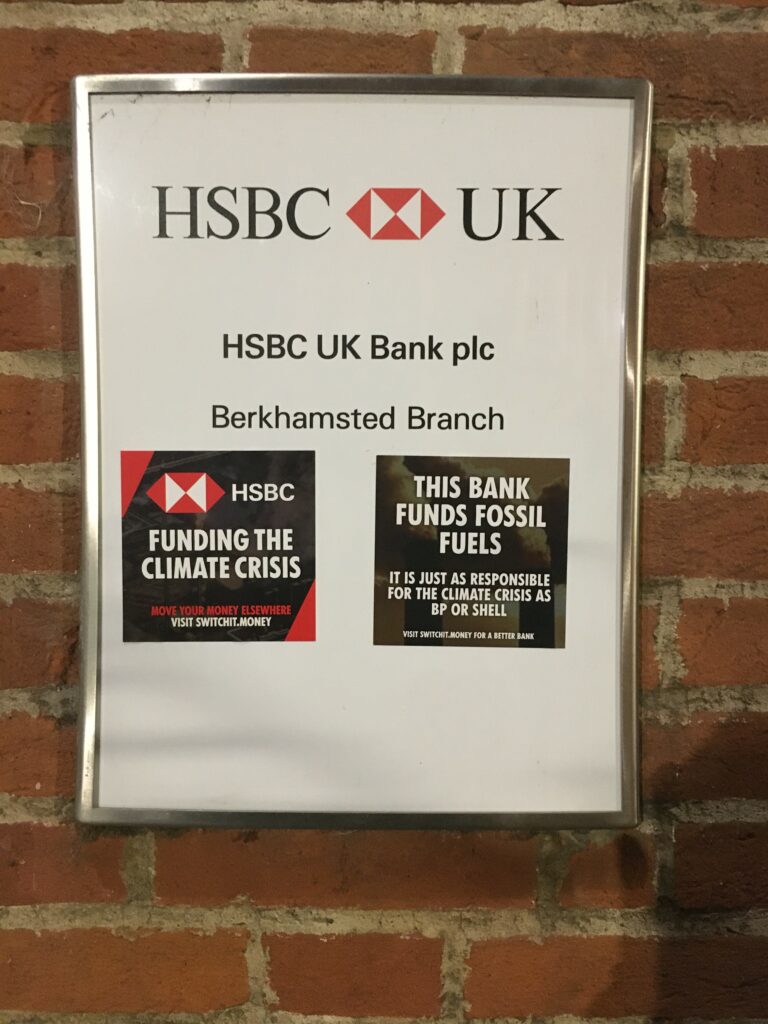 HSBC UK
HSBC UK Bank plc
Berkhamsted Branch
HSBC
FUNDING THE
CLIMATE CRISIS
MOVE YOUR MONEY ELSEWHERE
VISIT SWITCHIT.MONEY
THIS BANK
FUNDS FOSSIL
FUELS
IT IS JUST AS RESPONSIBLE
FOR THE CLIMATE CRISIS AS
BP OR SHELL
VISIT SWITCHIT.MONEY FOR A BETTER BANK